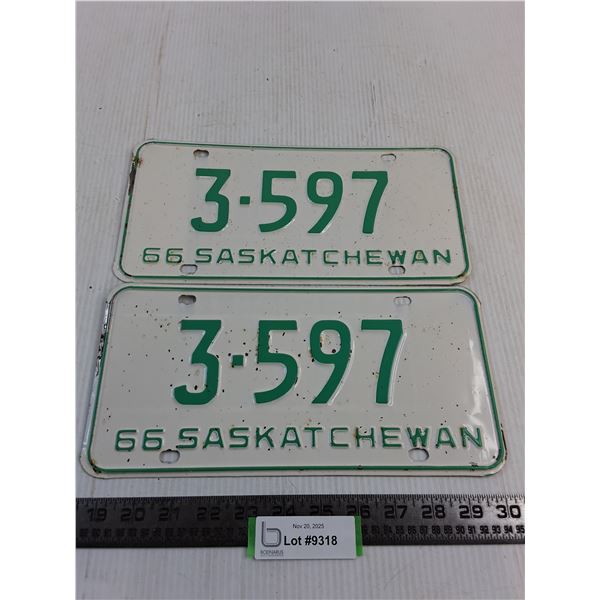 3-597
66 SASKATCHEWAN
3-597
66 SASKATCHEWAN
19 20 21 22 23 24 25 26 27 28 29 30
Nov 20, 2025
Lot #9318